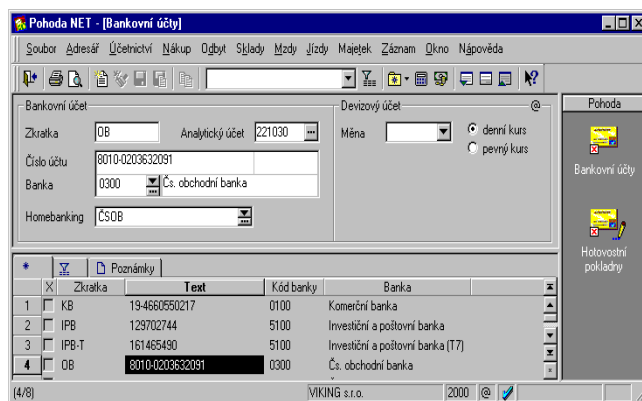 Pohoda NET - [Bankovní účty]
Soubor Adresář Účetnictví Nákup Odbyt Sklady Mzdy Jízdy Majetek Záznam Okno Nápověda
Bankovní účet Devizový účet @ Pohoda
Zkratka OB Analytický účet 221030 Měna denní kurs
pevný kurs
Číslo účtu 8010-0203632091
Bankovní účty
Banka 0300 Čs. obchodní banka
Homebanking ČSOB
Hotovostní
pokladny
* Poznámky
X Zkratka Text Kód banky Banka
1 KB 19-4660550217 0100 Komerční banka
2 IPB 129702744 5100 Investiční a poštovní banka
3 IPB-T 161465490 5100 Investiční a poštovní banka (T7)
4 OB 8010-0203632091 0300 Čs. obchodní banka
(4/8) VIKING s.r.o. 2000 @